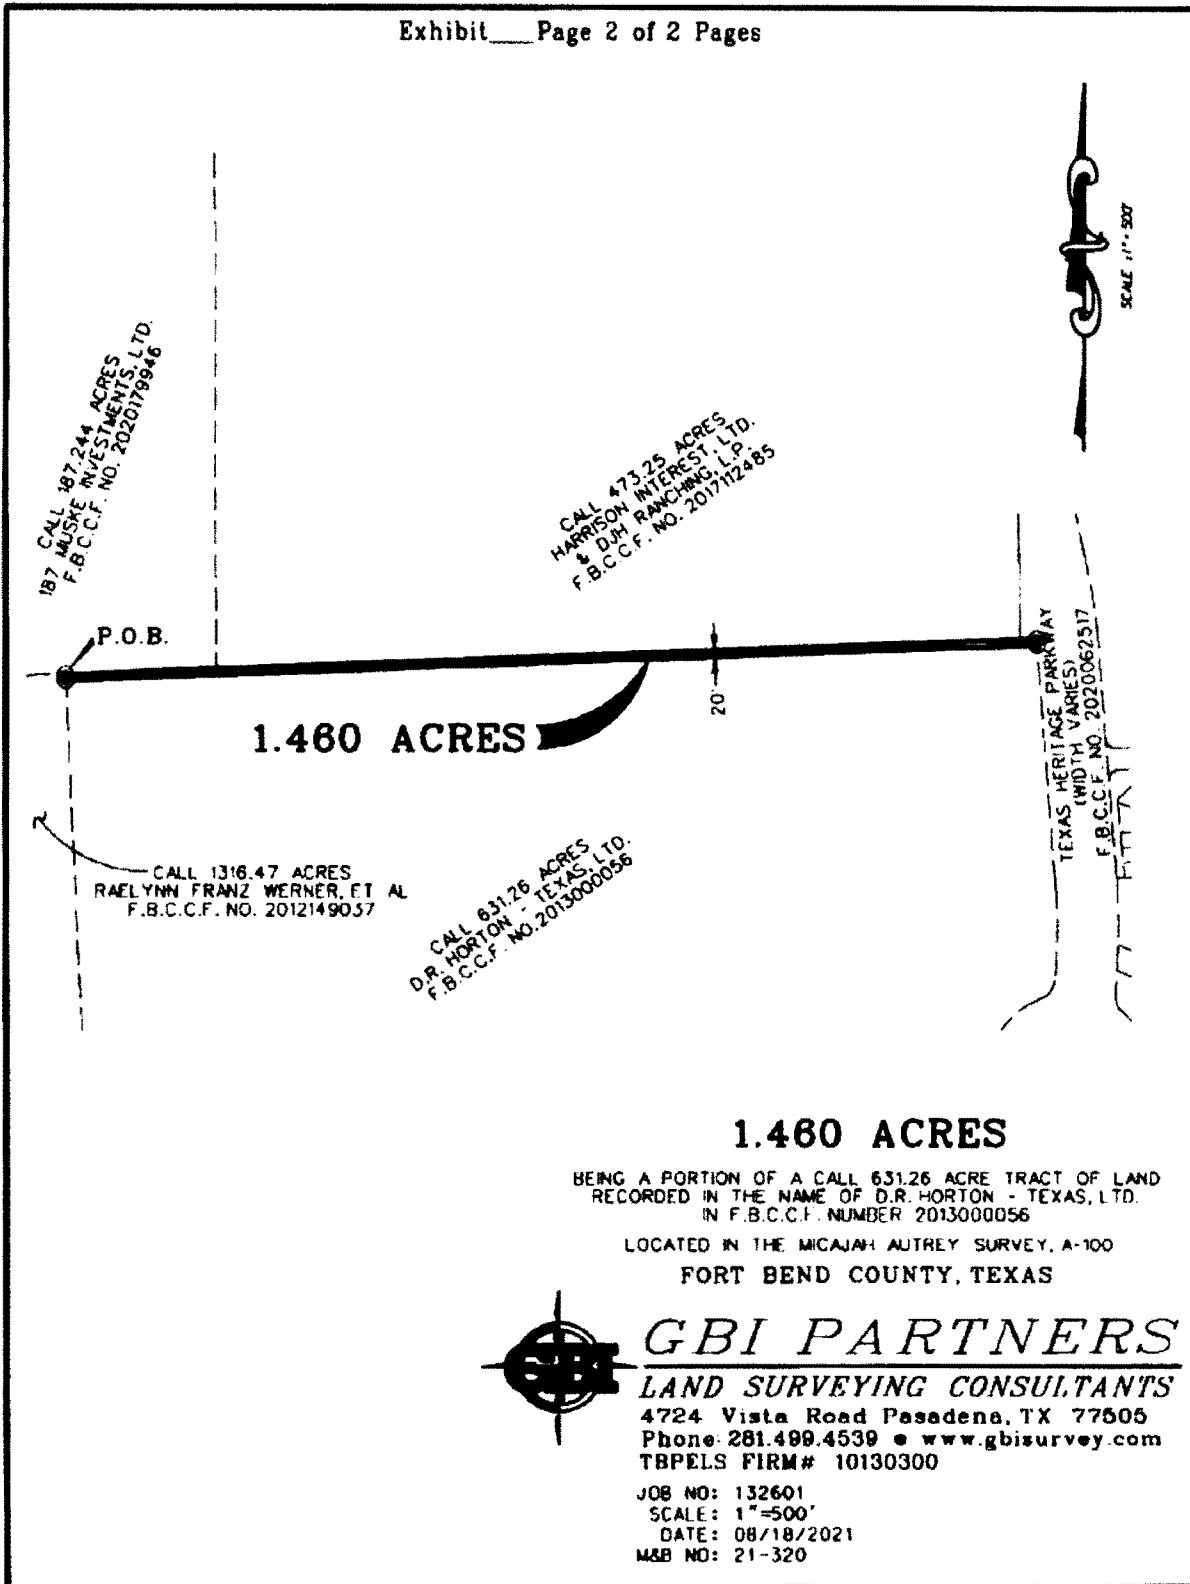 Exhibit___ Page 2 of 2 Pages
SCALE : 1" = 500'
CALL 187.244 ACRES
187 MUSKE INVESTMENTS, LTD.
F.B.C.C.F. NO. 2020179946
CALL 473.25 ACRES
HARRISON INTEREST, LTD.
& DJH RANCHING, L.P.
F.B.C.C.F. NO. 2017112485
P.O.B.
20'
1.460 ACRES
TEXAS HERITAGE PARKWAY
(WIDTH VARIES)
F.B.C.C.F. NO. 2020062517
CALL 1316.47 ACRES
RAELYNN FRANZ WERNER, ET AL
F.B.C.C.F. NO. 2012149037
CALL 631.26 ACRES
D.R. HORTON - TEXAS, LTD.
F.B.C.C.F. NO. 2013000056
1.460 ACRES
BEING A PORTION OF A CALL 631.26 ACRE TRACT OF LAND
RECORDED IN THE NAME OF D.R. HORTON - TEXAS, LTD.
IN F.B.C.C.F. NUMBER 2013000056
LOCATED IN THE MICAJAH AUTREY SURVEY, A-100
FORT BEND COUNTY, TEXAS
GBI
GBI PARTNERS
LAND SURVEYING CONSULTANTS
4724 Vista Road Pasadena, TX 77505
Phone: 281.499.4539 • www.gbisurvey.com
TBPELS FIRM# 10130300
JOB NO: 132601
SCALE: 1"=500'
DATE: 08/18/2021
M&B NO: 21-320